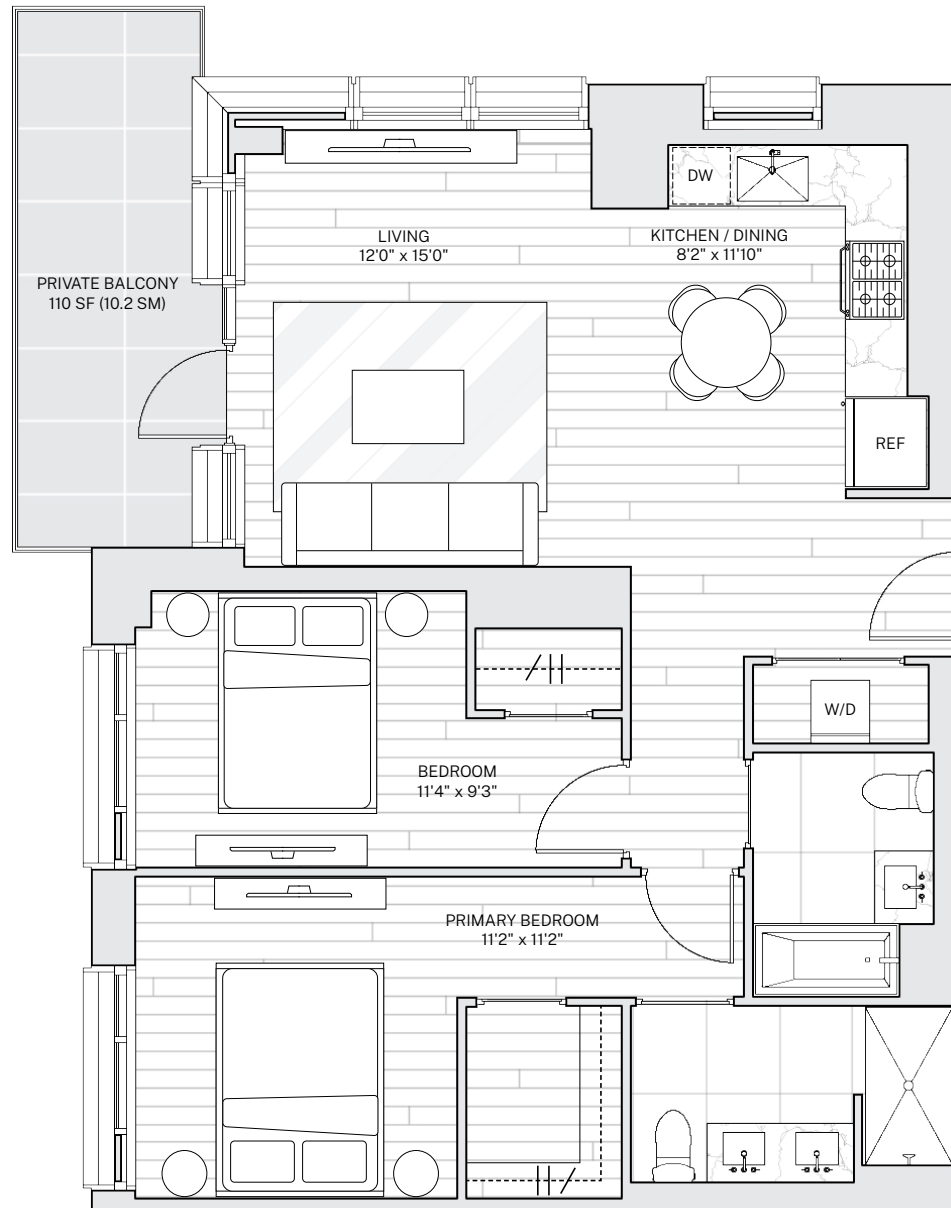 DW
LIVING
12'0" x 15'0"
KITCHEN / DINING
8'2" x 11'10"
PRIVATE BALCONY
110 SF (10.2 SM)
REF
W/D
BEDROOM
11'4" x 9'3"
PRIMARY BEDROOM
11'2" x 11'2"